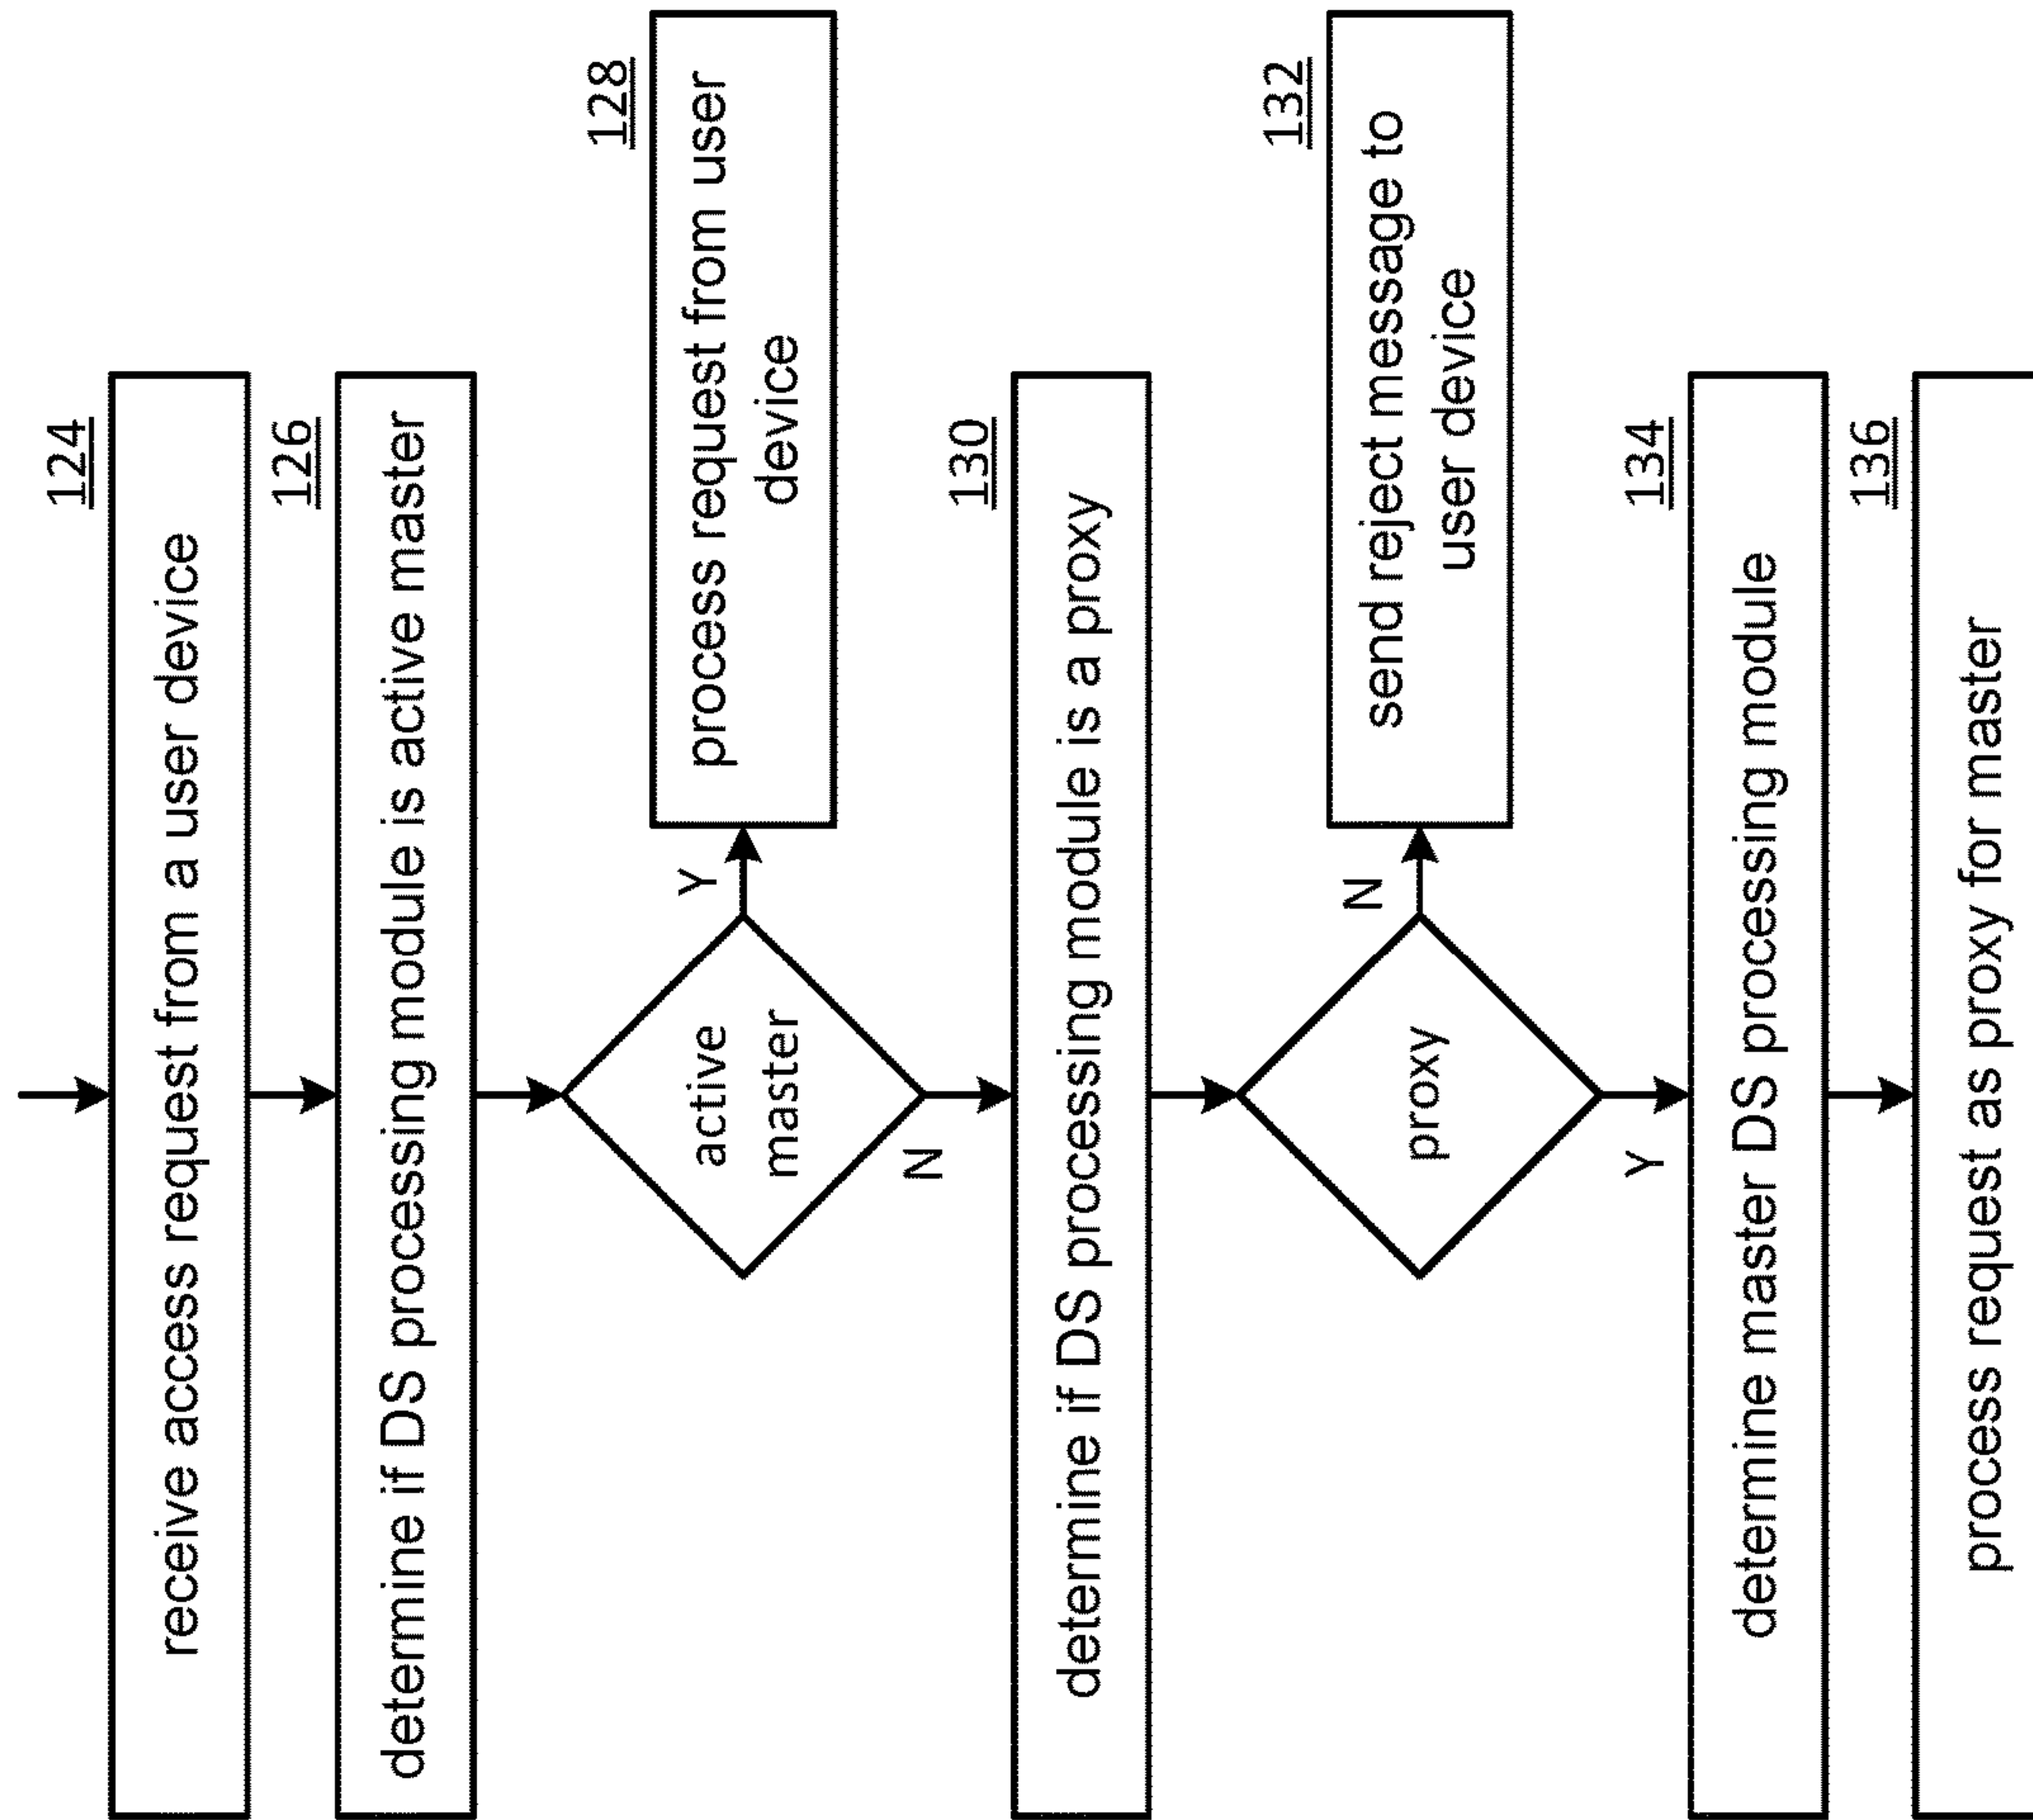 124
receive access request from a user device
126
determine if DS processing module is active master
active
master
Y
128
process request from user
device
N
130
determine if DS processing module is a proxy
proxy
N
132
send reject message to
user device
Y
134
determine master DS processing module
136
process request as proxy for master